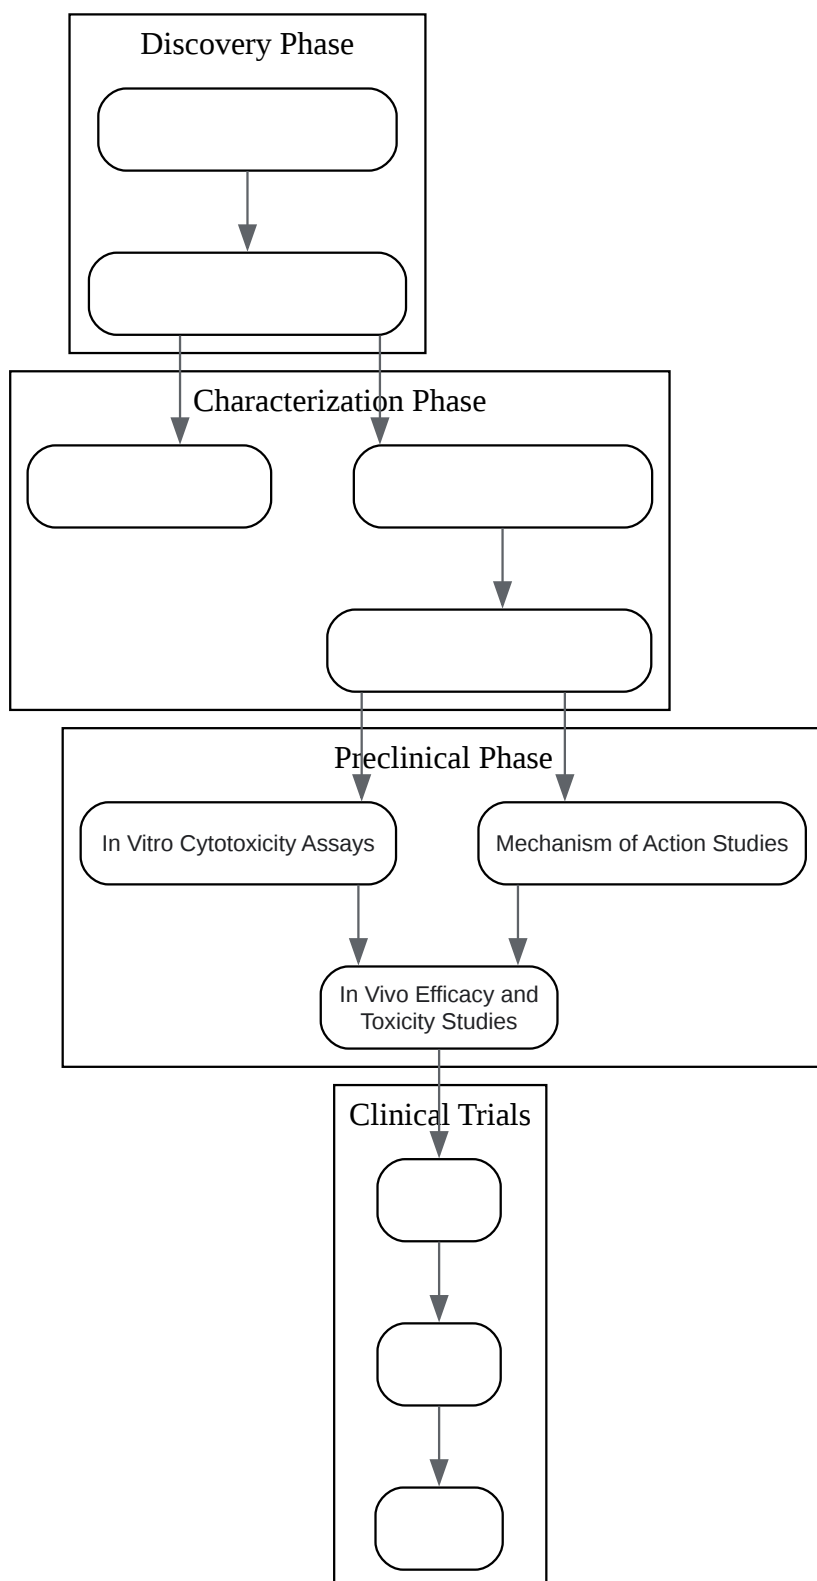 Discovery Phase
Characterization Phase
Preclinical Phase
In Vitro Cytotoxicity Assays
Mechanism of Action Studies
In Vivo Efficacy and
Toxicity Studies
Clinical Trials